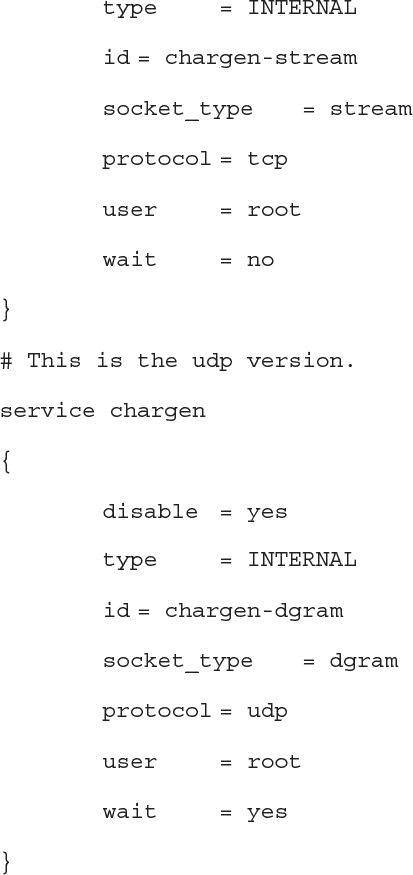 type = INTERNAL
id = chargen-stream
socket_type = stream
protocol = tcp
user = root
wait = no
}
# This is the udp version.
service chargen
{
disable = yes
type = INTERNAL
id = chargen-dgram
socket_type = dgram
protocol = udp
user = root
wait = yes
}